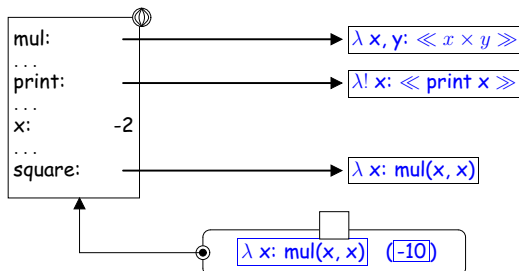 mul: λ x, y: ≪ x × y ≫
. . .
print: λ! x: ≪ print x ≫
. . .
x: -2
. . .
square: λ x: mul(x, x)
λ x: mul(x, x) (-10)